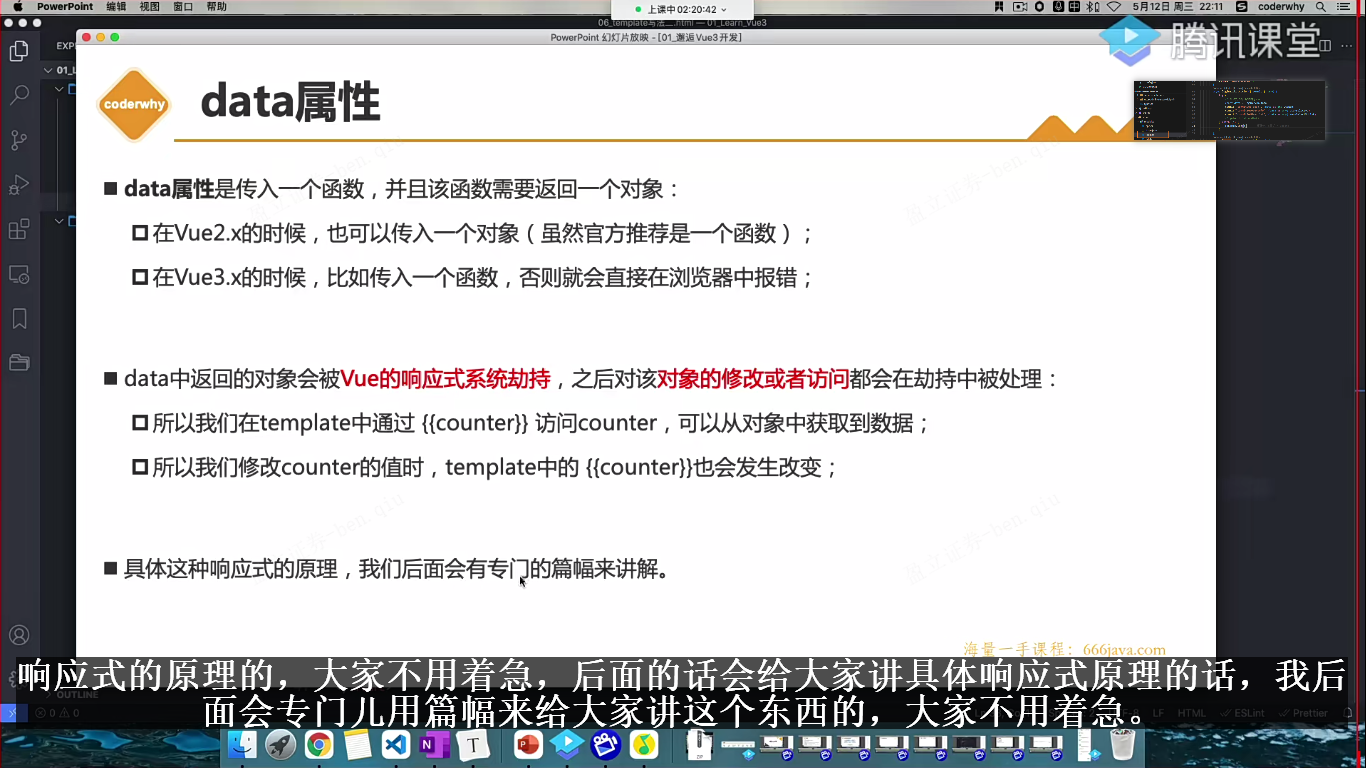 PowerPoint 编辑 视图 窗口 帮助
上课中 02:20:42
5月12日 周三 22:11 coderwhy
06_template写法二.html — 01_Learn_Vue3
PowerPoint 幻灯片放映 - [01_邂逅Vue3开发]
腾讯课堂
coderwhy
data属性
■ data属性是传入一个函数，并且该函数需要返回一个对象：
在Vue2.x的时候，也可以传入一个对象（虽然官方推荐是一个函数）；
在Vue3.x的时候，比如传入一个函数，否则就会直接在浏览器中报错；
■ data中返回的对象会被Vue的响应式系统劫持，之后对该对象的修改或者访问都会在劫持中被处理：
所以我们在template中通过 {{counter}} 访问counter，可以从对象中获取到数据；
所以我们修改counter的值时，template中的 {{counter}}也会发生改变；
■ 具体这种响应式的原理，我们后面会有专门的篇幅来讲解。
盈立证券-ben.qiu
盈立证券-ben.qiu
海量一手课程：666java.com
响应式的原理的，大家不用着急，后面的话会给大家讲具体响应式原理的话，我后
面会专门儿用篇幅来给大家讲这个东西的，大家不用着急。
OUTLINE
0 0
LF HTML ESLint Prettier